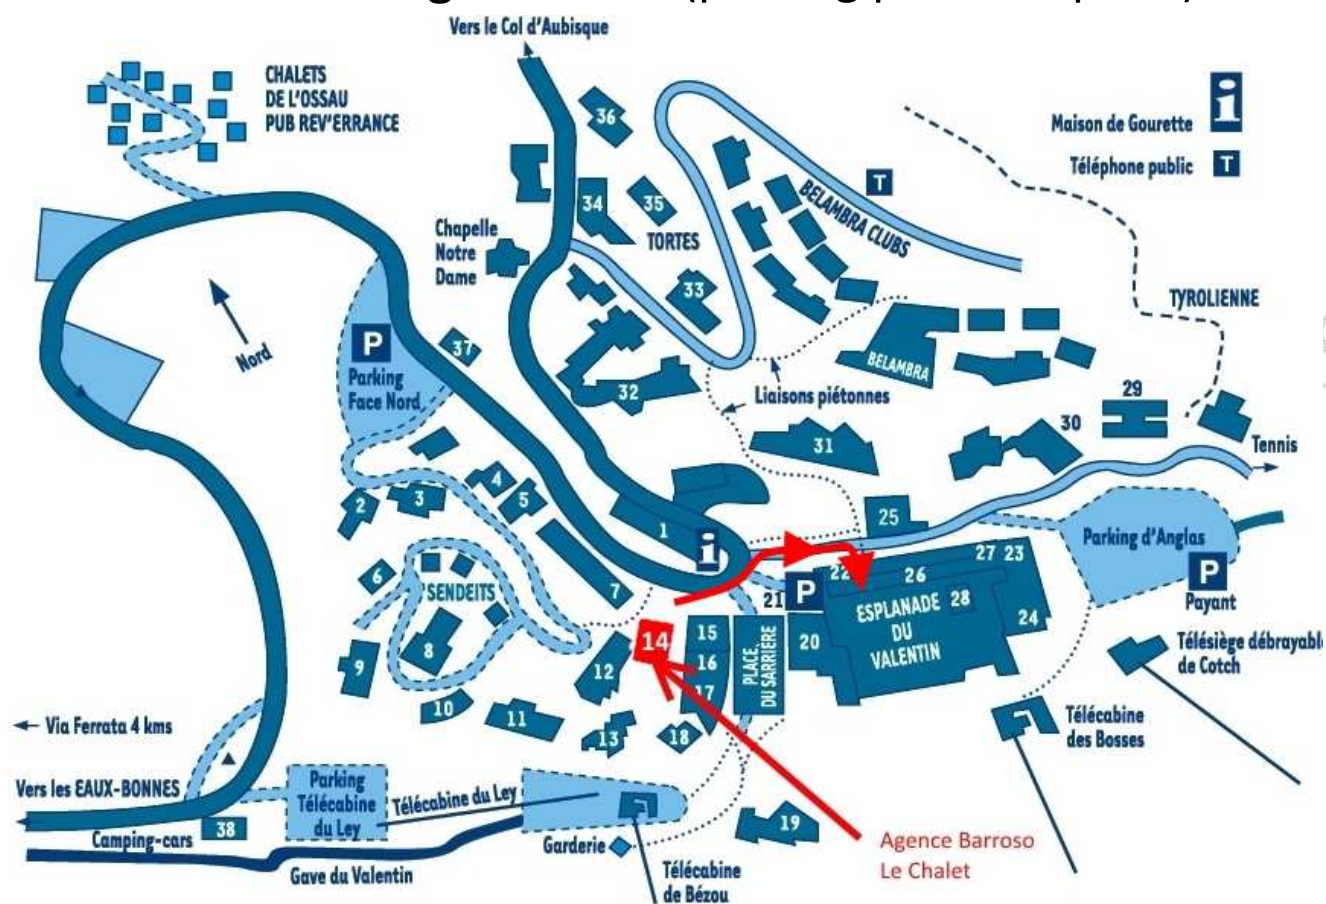 Vers le Col d'Aubisque
CHALETS
DE L'OSSAU
PUB REV'ERRANCE
Maison de Gourette
i
Téléphone public
T
36
T
BELAMBRA CLUBS
34
35
TORTES
Chapelle
Notre
Dame
33
TYROLIENNE
Nord
P
Parking
Face Nord
37
32
BELAMBRA
Liaisons piétonnes
29
30
31
Tennis
2
3
4
5
1
i
25
Parking d'Anglas
P
Payant
6
SENDEITS
7
21
P
22
26
27
23
28
24
ESPLANADE
DU
VALENTIN
8
9
12
14
15
16
17
PLACE
DU SARRIÈRE
20
Télésiège débrayable
de Cotch
10
11
13
18
Télécabine
des Bosses
Via Ferrata 4 kms
Vers les EAUX-BONNES
38
Camping-cars
Parking
Télécabine
du Ley
Télécabine du Ley
19
Garderie
Gave du Valentin
Télécabine
de Bézou
Agence Barroso
Le Chalet